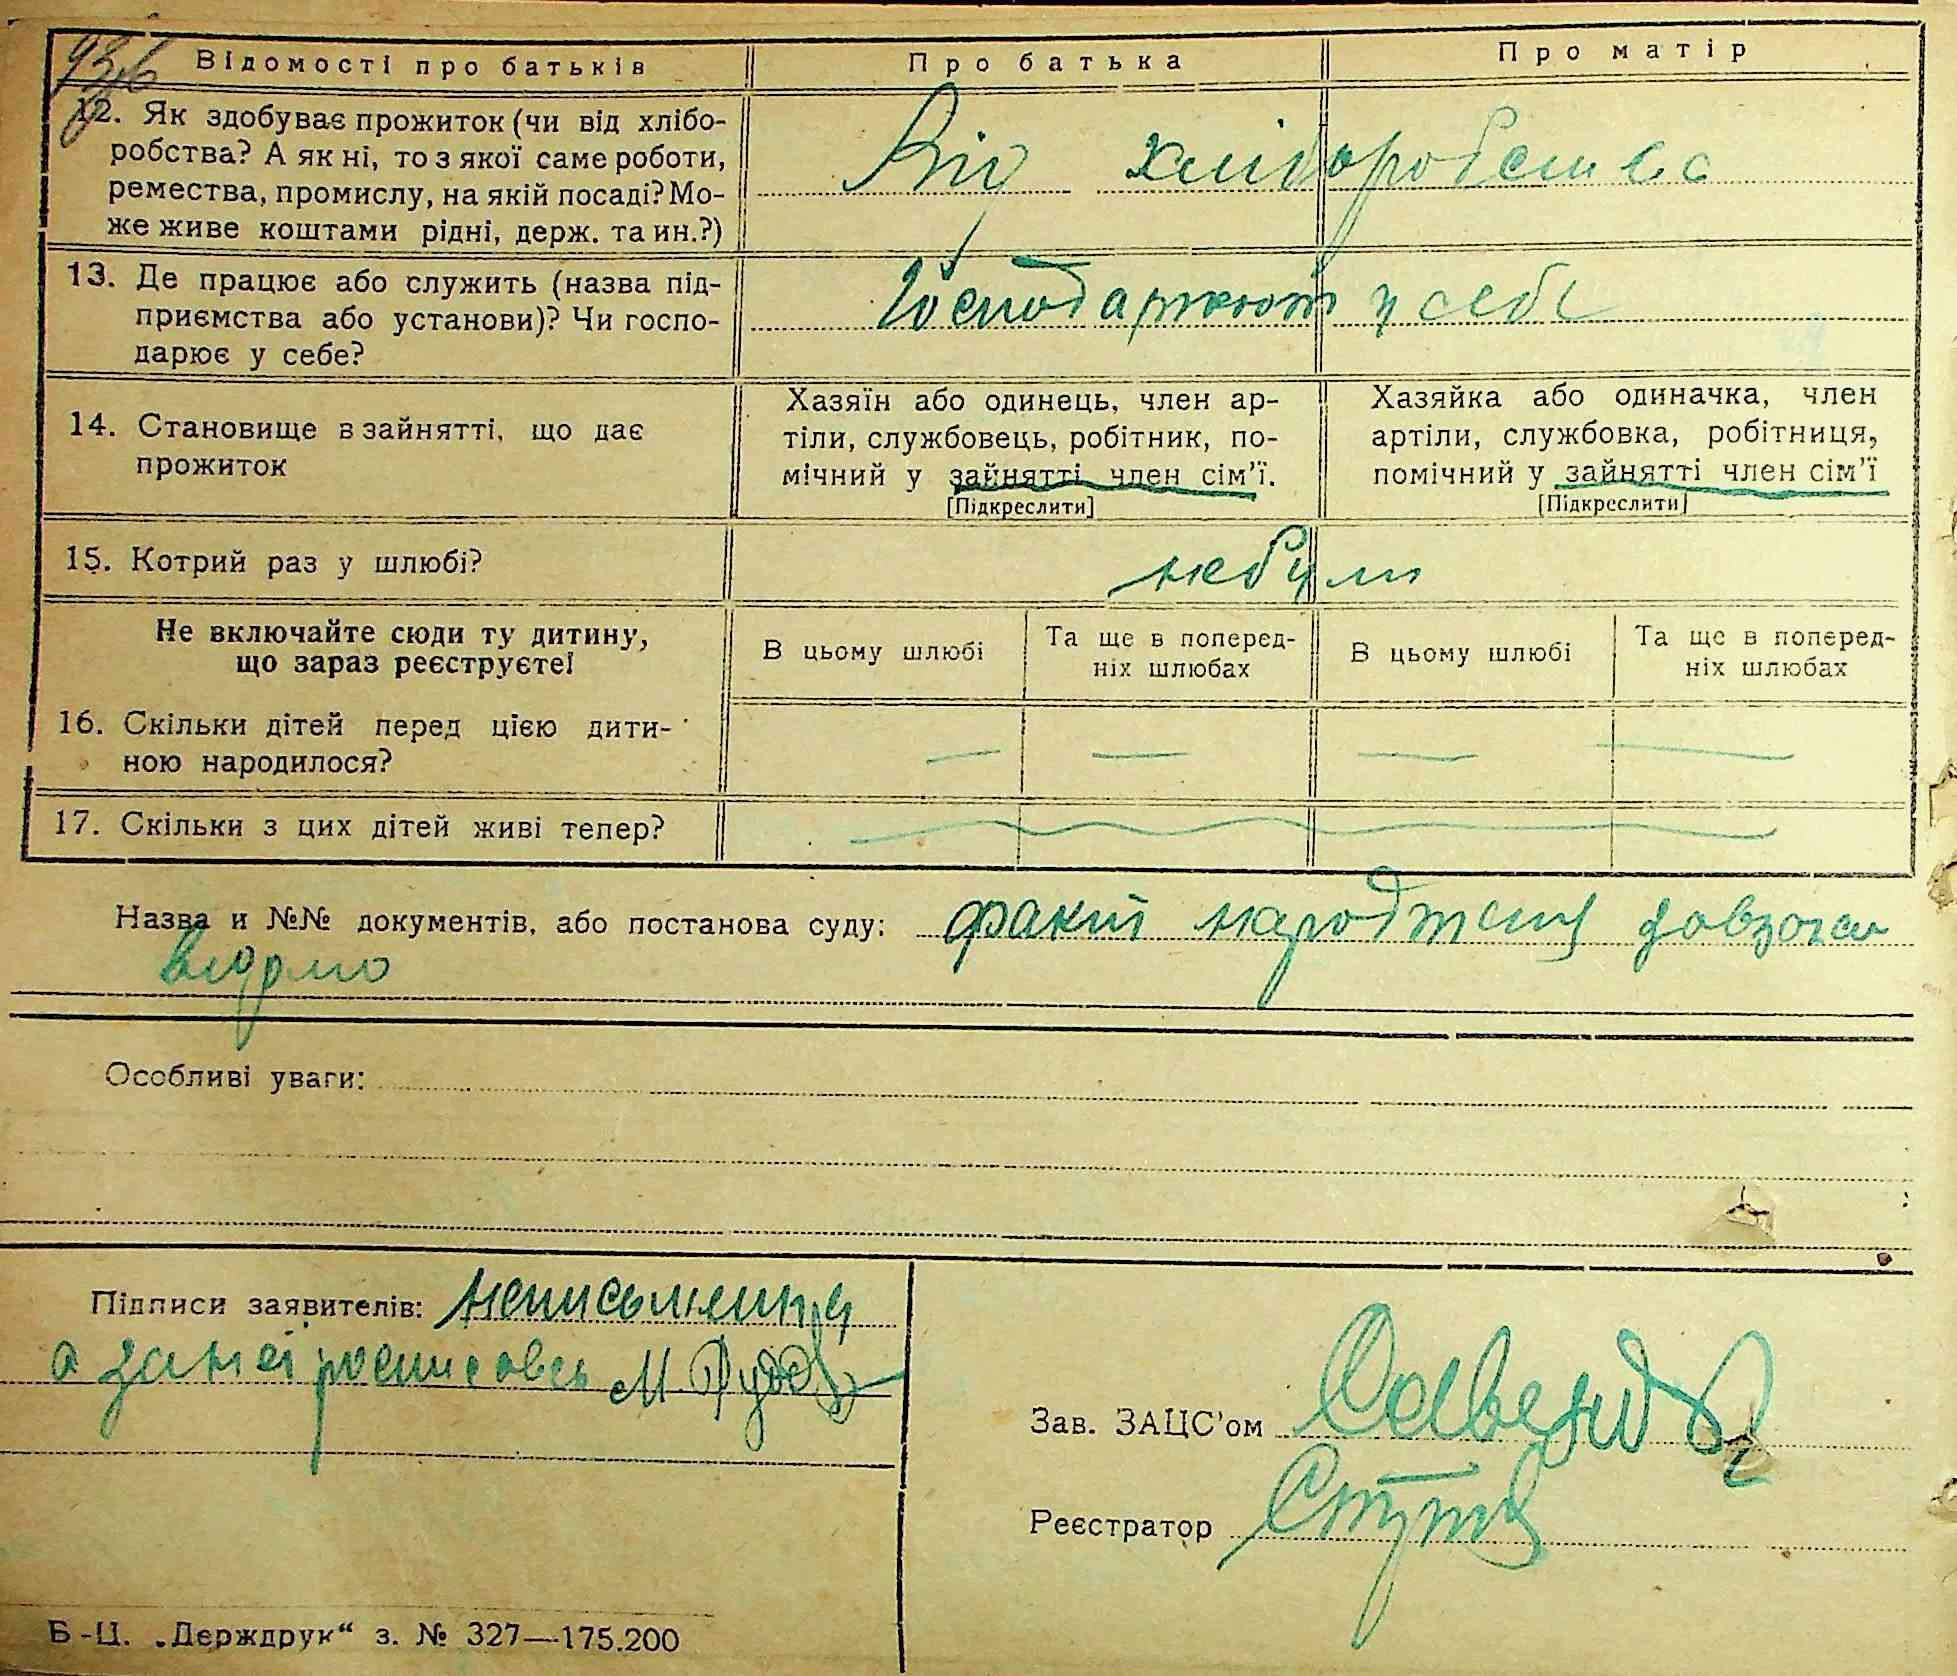 Відомості про батьків Про батька Про матір
12. Як здобуває прожиток (чи від хлібо-
робства? А як ні, то з якої саме роботи,
ремества, промислу, на якій посаді? Мо-
же живе коштами рідні, держ. та ин.?)
Від хліборобства
13. Де працює або служить (назва під-
приємства або установи)? Чи госпо-
дарює у себе?
Господарюют у себе
14. Становище в зайнятті, що дає
прожиток
Хазяїн або одинець, член ар-
тіли, службовець, робітник, по-
мічний у зайнятті член сім'ї.
[Підкреслити]
Хазяйка або одиначка, член
артіли, службовка, робітниця,
помічний у зайнятті член сім'ї
[Підкреслити]
15. Котрий раз у шлюбі?
небули
Не включайте сюди ту дитину,
що зараз реєструєте!
В цьому шлюбі
Та ще в поперед-
ніх шлюбах
В цьому шлюбі
Та ще в поперед-
ніх шлюбах
16. Скільки дітей перед цією дити-
ною народилося?
— — — —
17. Скільки з цих дітей живі тепер?
Назва и №№ документів, або постанова суду: факт
Особливі уваги:
Підписи заявителів: неписьменна
а за неї росписавсь М.
Зав. ЗАЦС'ом
Реєстратор
Б-Ц. „Держдрук“ з. № 327—175.200